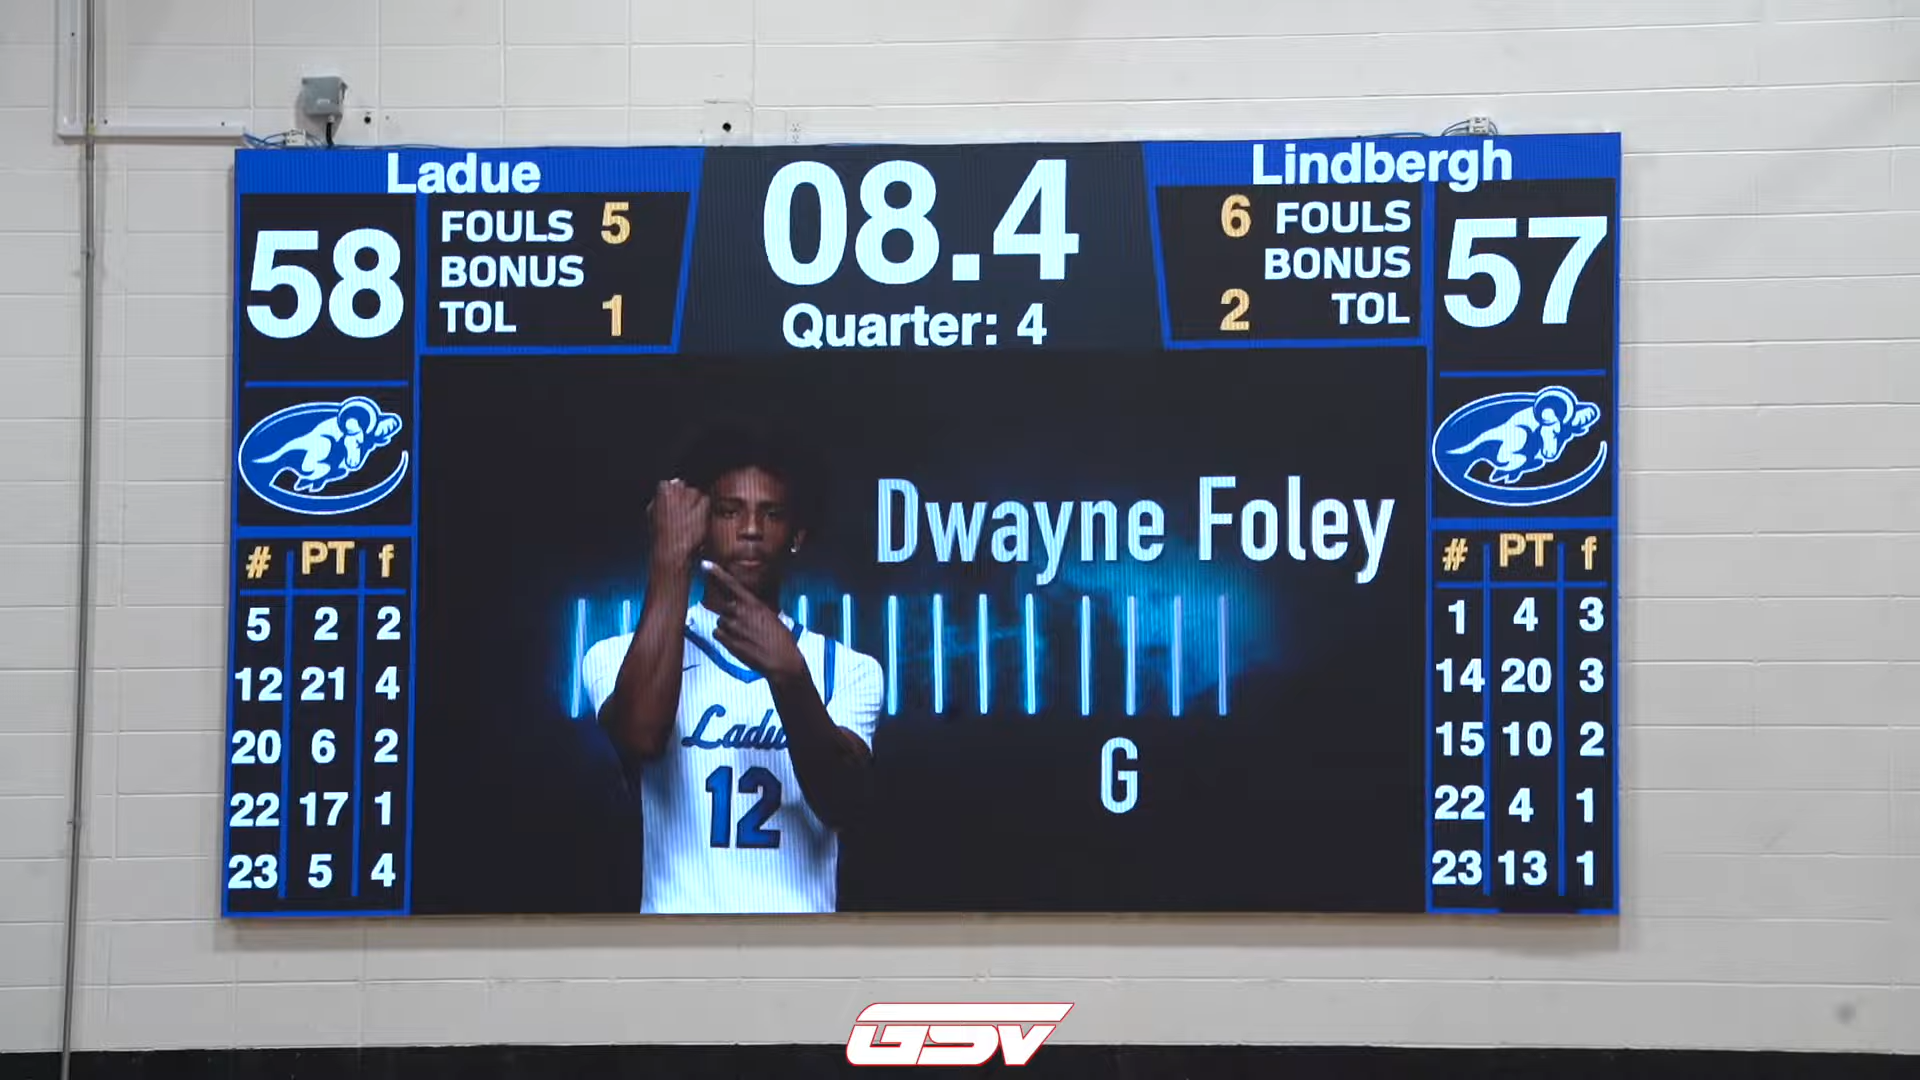 Ladue
58
FOULS 5
BONUS
TOL 1
08.4
Quarter: 4
Lindbergh
6 FOULS
BONUS
2 TOL
57
# PT f
5 2 2
12 21 4
20 6 2
22 17 1
23 5 4
Dwayne Foley
G
Ladue
12
# PT f
1 4 3
14 20 3
15 10 2
22 4 1
23 13 1
GSV